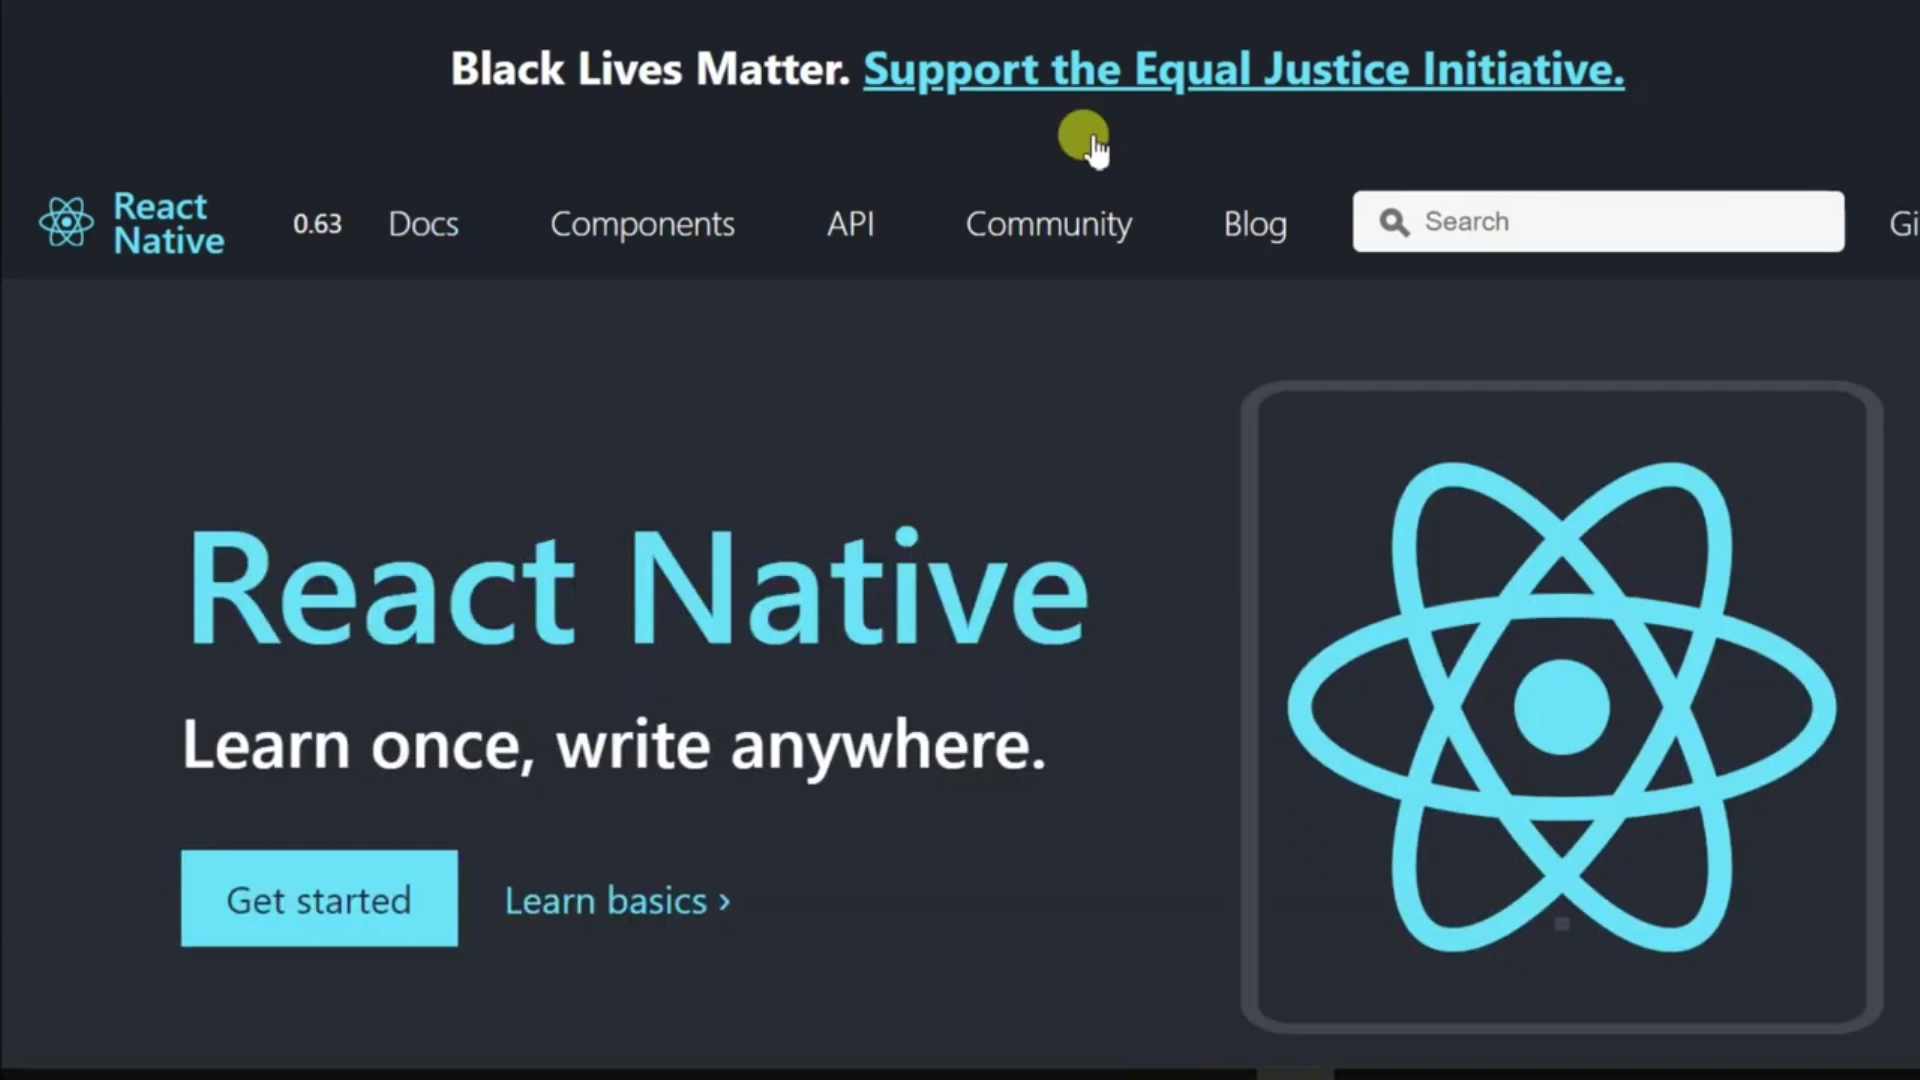 Black Lives Matter. Support the Equal Justice Initiative.
React
Native
0.63 Docs Components API Community Blog Search Gi
React Native
Learn once, write anywhere.
Get started Learn basics ›